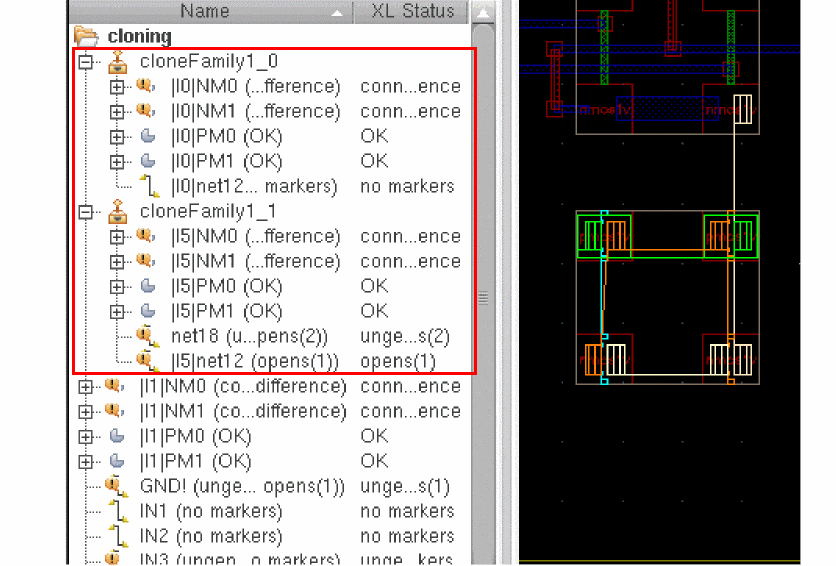 Name XL Status
cloning
cloneFamily1_0
|I0|NM0 (...fference) conn...ence
|I0|NM1 (...fference) conn...ence
|I0|PM0 (OK) OK
|I0|PM1 (OK) OK
|I0|net12... markers) no markers
cloneFamily1_1
|I5|NM0 (...fference) conn...ence
|I5|NM1 (...fference) conn...ence
|I5|PM0 (OK) OK
|I5|PM1 (OK) OK
net18 (u...pens(2)) unge...s(2)
|I5|net12 (opens(1)) opens(1)
|I1|NM0 (co...difference) conn...ence
|I1|NM1 (co...difference) conn...ence
|I1|PM0 (OK) OK
|I1|PM1 (OK) OK
GND! (unge... opens(1)) unge...s(1)
IN1 (no markers) no markers
IN2 (no markers) no markers
IN3 (ungen...o markers) unge...kers